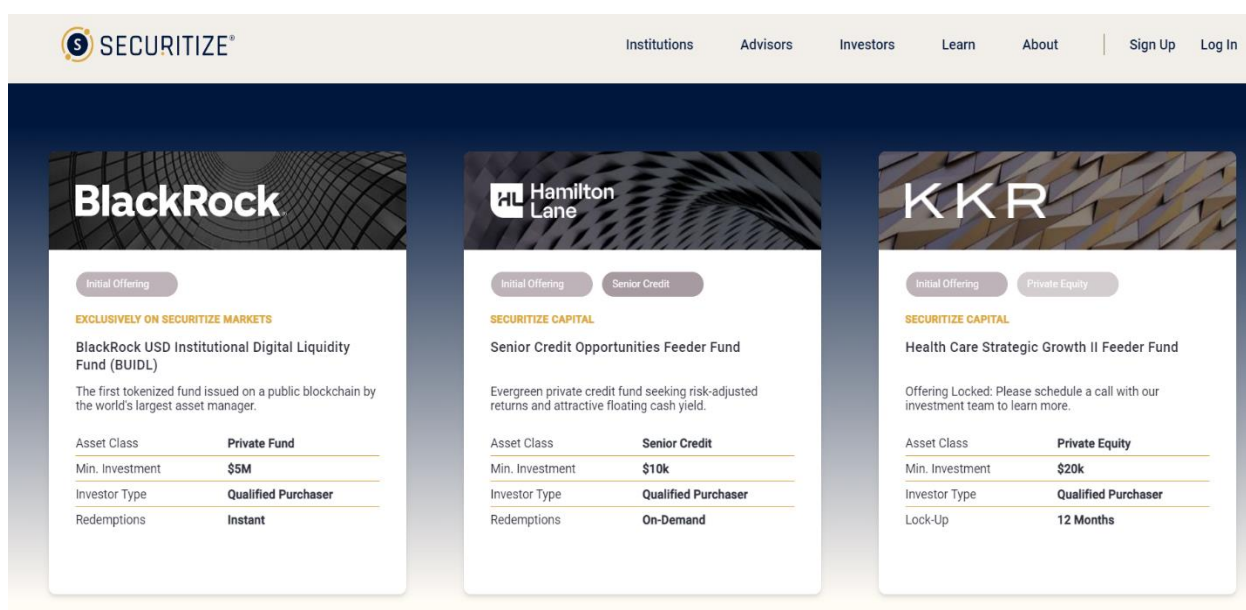 S SECURITIZE®
Institutions Advisors Investors Learn About Sign Up Log In
BlackRock.
Initial Offering
EXCLUSIVELY ON SECURITIZE MARKETS
BlackRock USD Institutional Digital Liquidity
Fund (BUIDL)
The first tokenized fund issued on a public blockchain by
the world's largest asset manager.
Asset Class Private Fund
Min. Investment $5M
Investor Type Qualified Purchaser
Redemptions Instant
HL Hamilton
Lane
Initial Offering Senior Credit
SECURITIZE CAPITAL
Senior Credit Opportunities Feeder Fund
Evergreen private credit fund seeking risk-adjusted
returns and attractive floating cash yield.
Asset Class Senior Credit
Min. Investment $10k
Investor Type Qualified Purchaser
Redemptions On-Demand
KKR
Initial Offering Private Equity
SECURITIZE CAPITAL
Health Care Strategic Growth II Feeder Fund
Offering Locked: Please schedule a call with our
investment team to learn more.
Asset Class Private Equity
Min. Investment $20k
Investor Type Qualified Purchaser
Lock-Up 12 Months